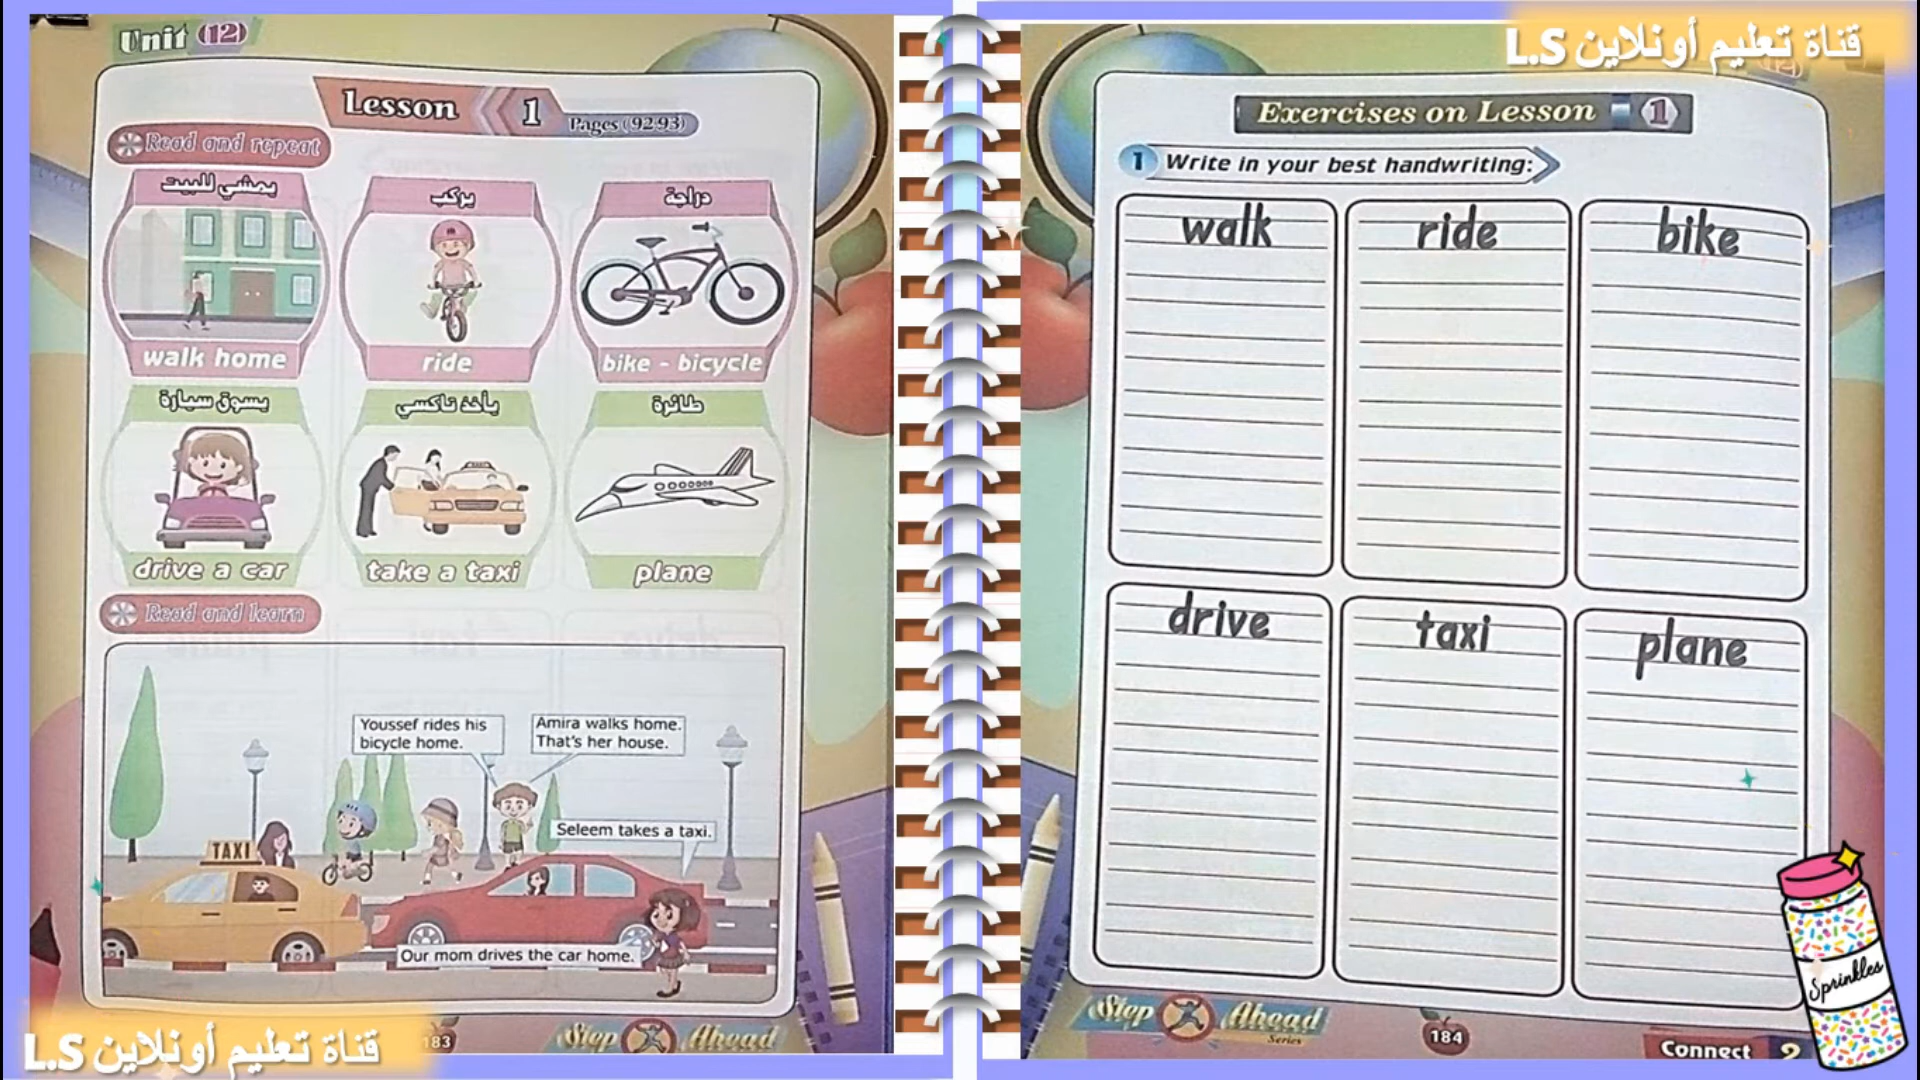 Unit (12)
Lesson 1
Pages (92-93)
Read and repeat
يمشي للبيت
walk home
يركب
ride
دراجة
bike - bicycle
يسوق سيارة
drive a car
يأخذ تاكسي
take a taxi
طائرة
plane
Read and learn
Youssef rides his
bicycle home.
Amira walks home.
That's her house.
Seleem takes a taxi.
TAXI
Our mom drives the car home.
183
Step Ahead
قناة تعليم أونلاين L.S
قناة تعليم أونلاين L.S
Exercises on Lesson 1
1 Write in your best handwriting:
walk
ride
bike
drive
taxi
plane
Step Ahead
Series
184
Connect 2
Sprinkles